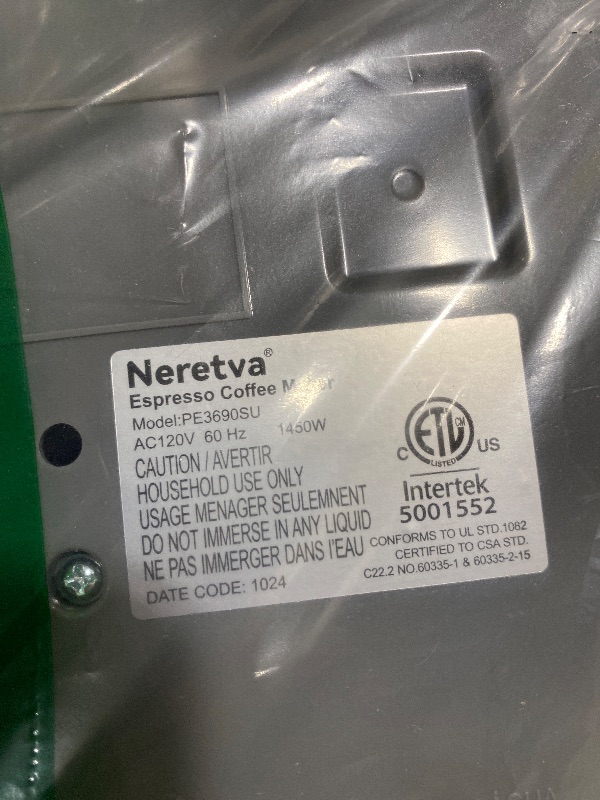 Neretva®
Espresso Coffee
Model:PE3690SU
AC120V 60 Hz 1450W
CAUTION / AVERTIR
HOUSEHOLD USE ONLY
USAGE MENAGER SEULEMNENT
DO NOT IMMERSE IN ANY LIQUID
NE PAS IMMERGER DANS l'EAU
DATE CODE: 1024
C ETL CM US
LISTED
Intertek
5001552
CONFORMS TO UL STD.1082
CERTIFIED TO CSA STD.
C22.2 NO.60335-1 & 60335-2-15